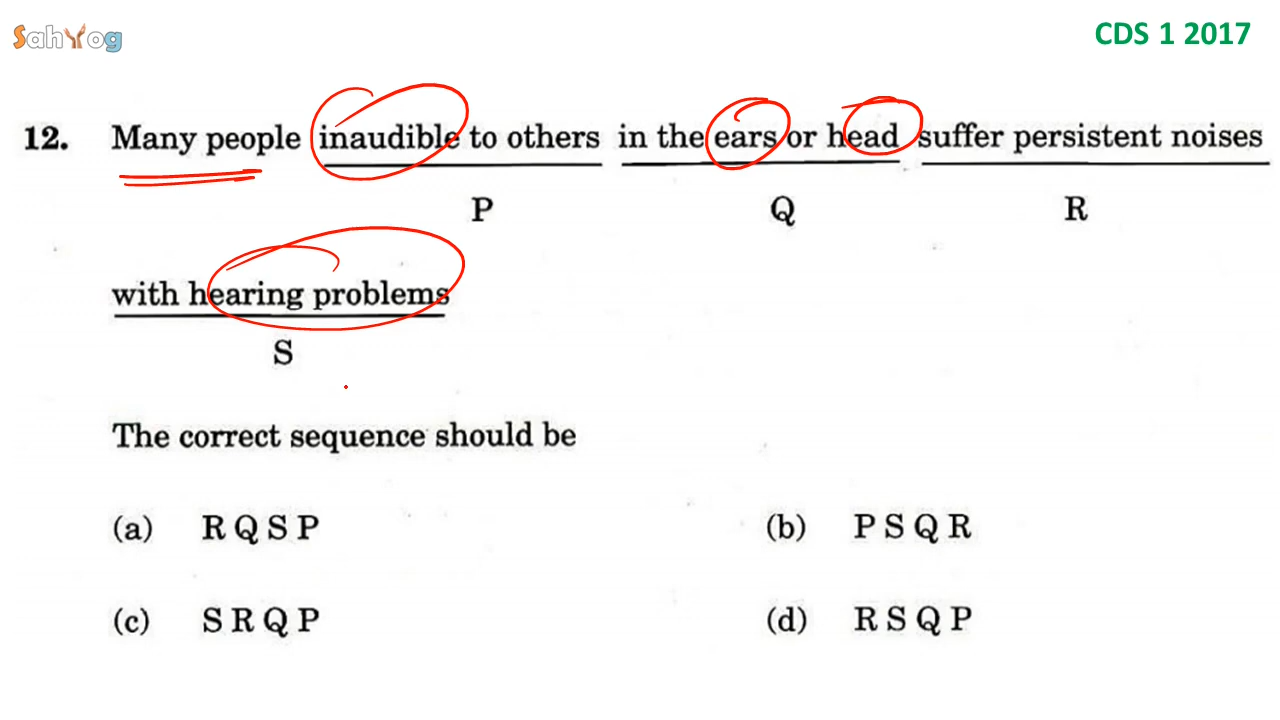 SahYog
CDS 1 2017
12. Many people inaudible to others in the ears or head suffer persistent noises
P Q R
with hearing problems
S
The correct sequence should be
(a) R Q S P (b) P S Q R
(c) S R Q P (d) R S Q P